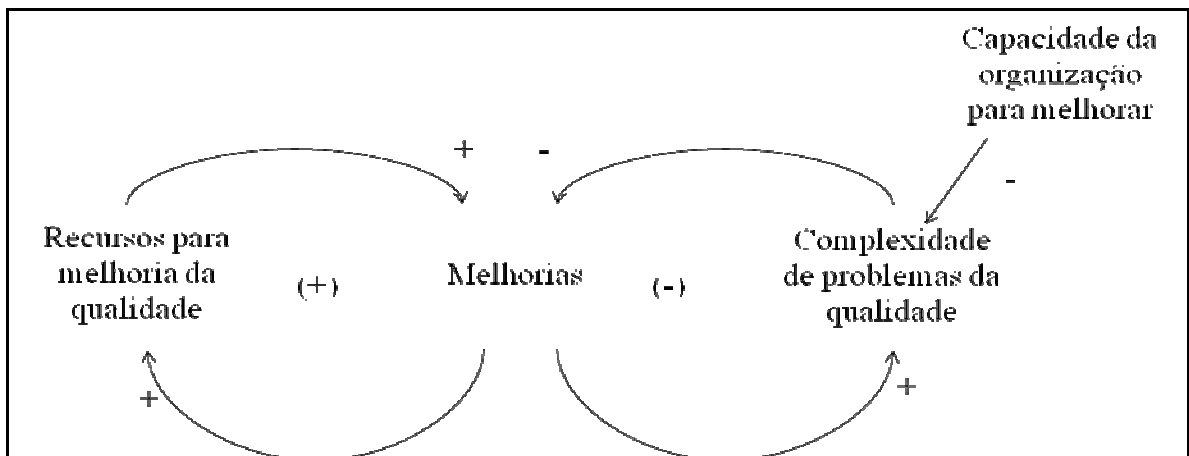 Capacidade da
organização
para melhorar
+
-
-
Recursos para
melhoria da
qualidade
(+)
Melhorias
(-)
Complexidade
de problemas da
qualidade
+
+